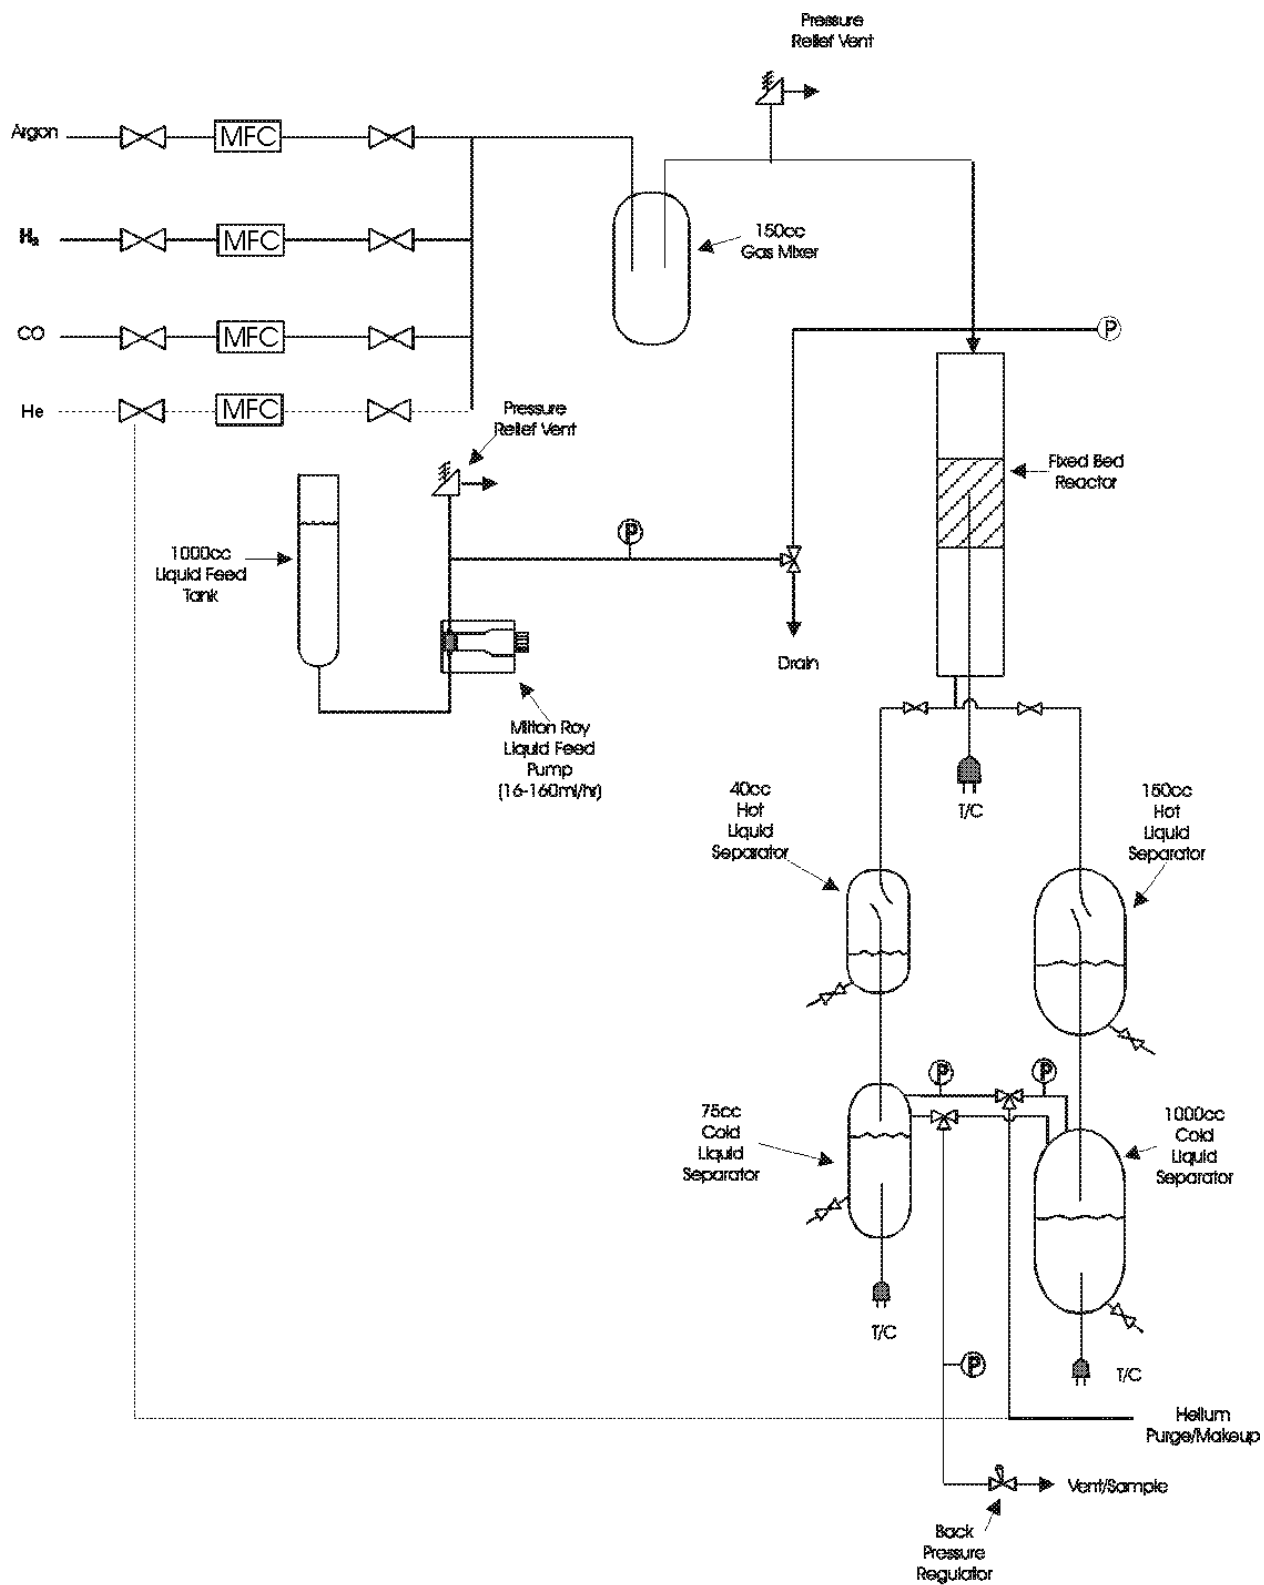 Pressure
Relief Vent
Argon
MFC
H₂
MFC
150cc
Gas Mixer
CO
MFC
P
He
MFC
Pressure
Relief Vent
Fixed Bed
Reactor
P
1000cc
Liquid Feed
Tank
Drain
Milton Roy
Liquid Feed
Pump
(16-160ml/hr)
T/C
40cc
Hot
Liquid
Separator
150cc
Hot
Liquid
Separator
P
P
75cc
Cold
Liquid
Separator
1000cc
Cold
Liquid
Separator
T/C
P
T/C
Helium
Purge/Makeup
Vent/Sample
Back
Pressure
Regulator